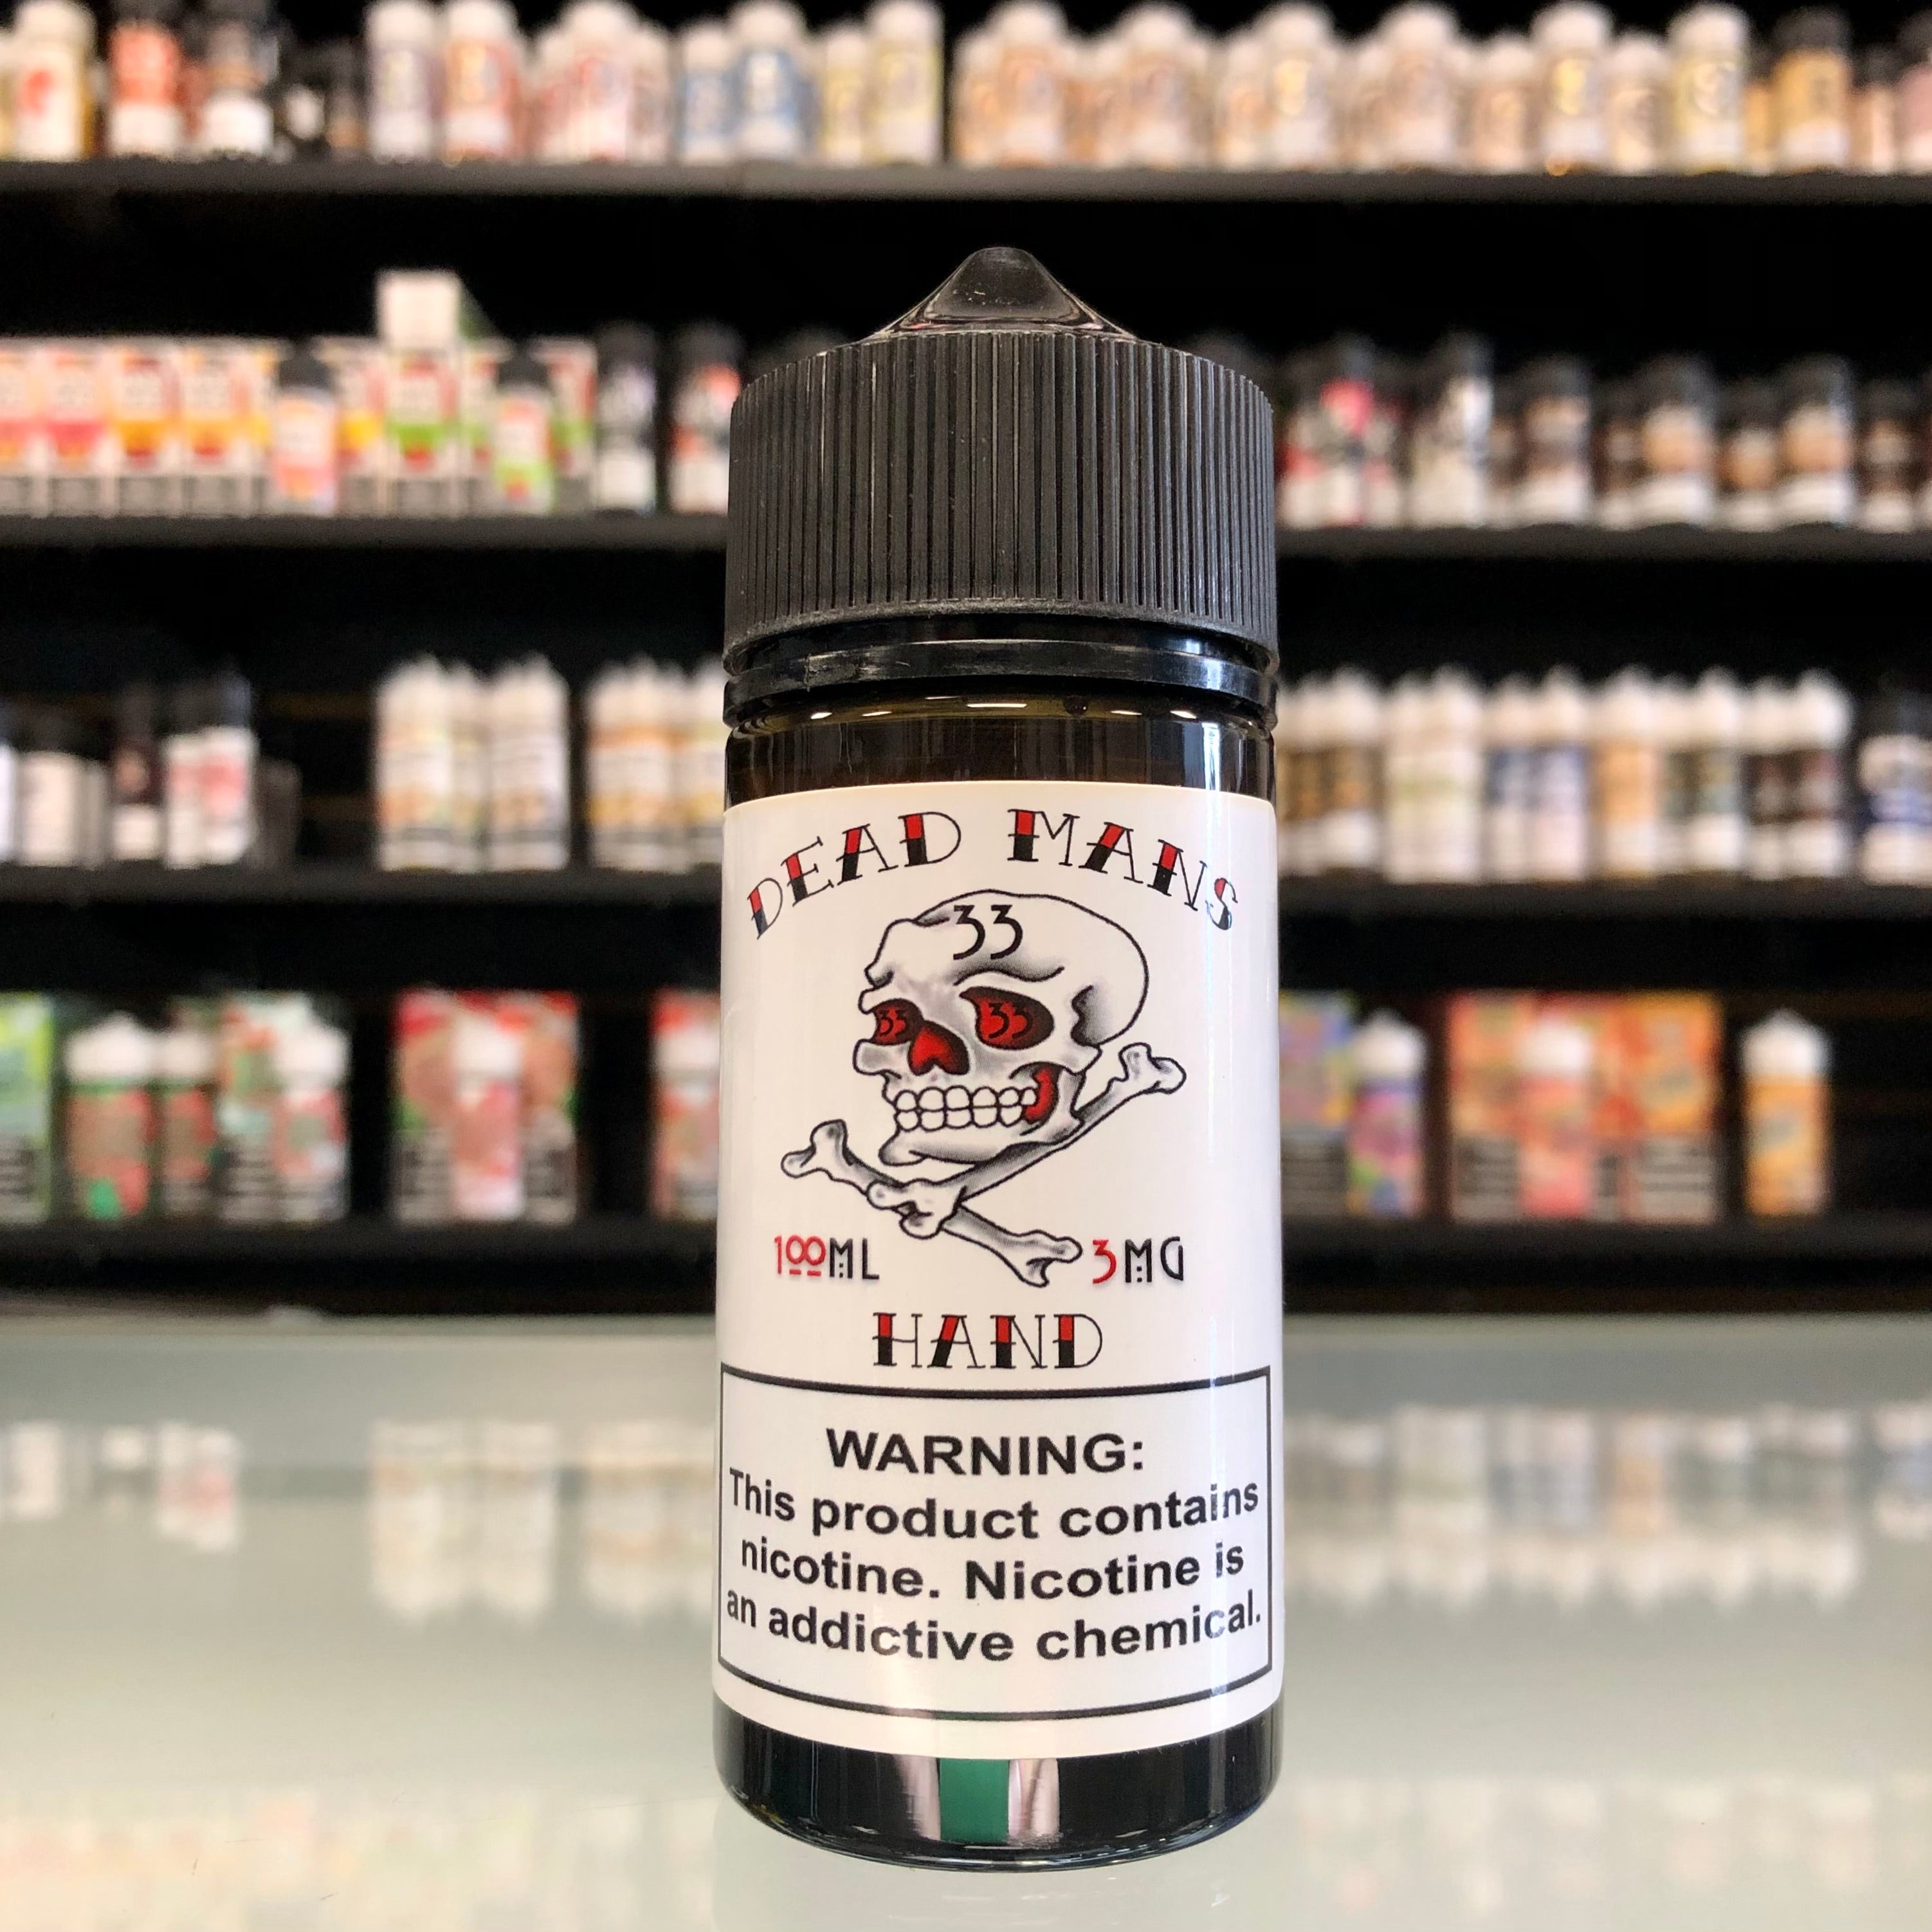 DEAD MANS
33
33 33
100ML 3MG
HAND
WARNING:
This product contains
nicotine. Nicotine is
an addictive chemical.